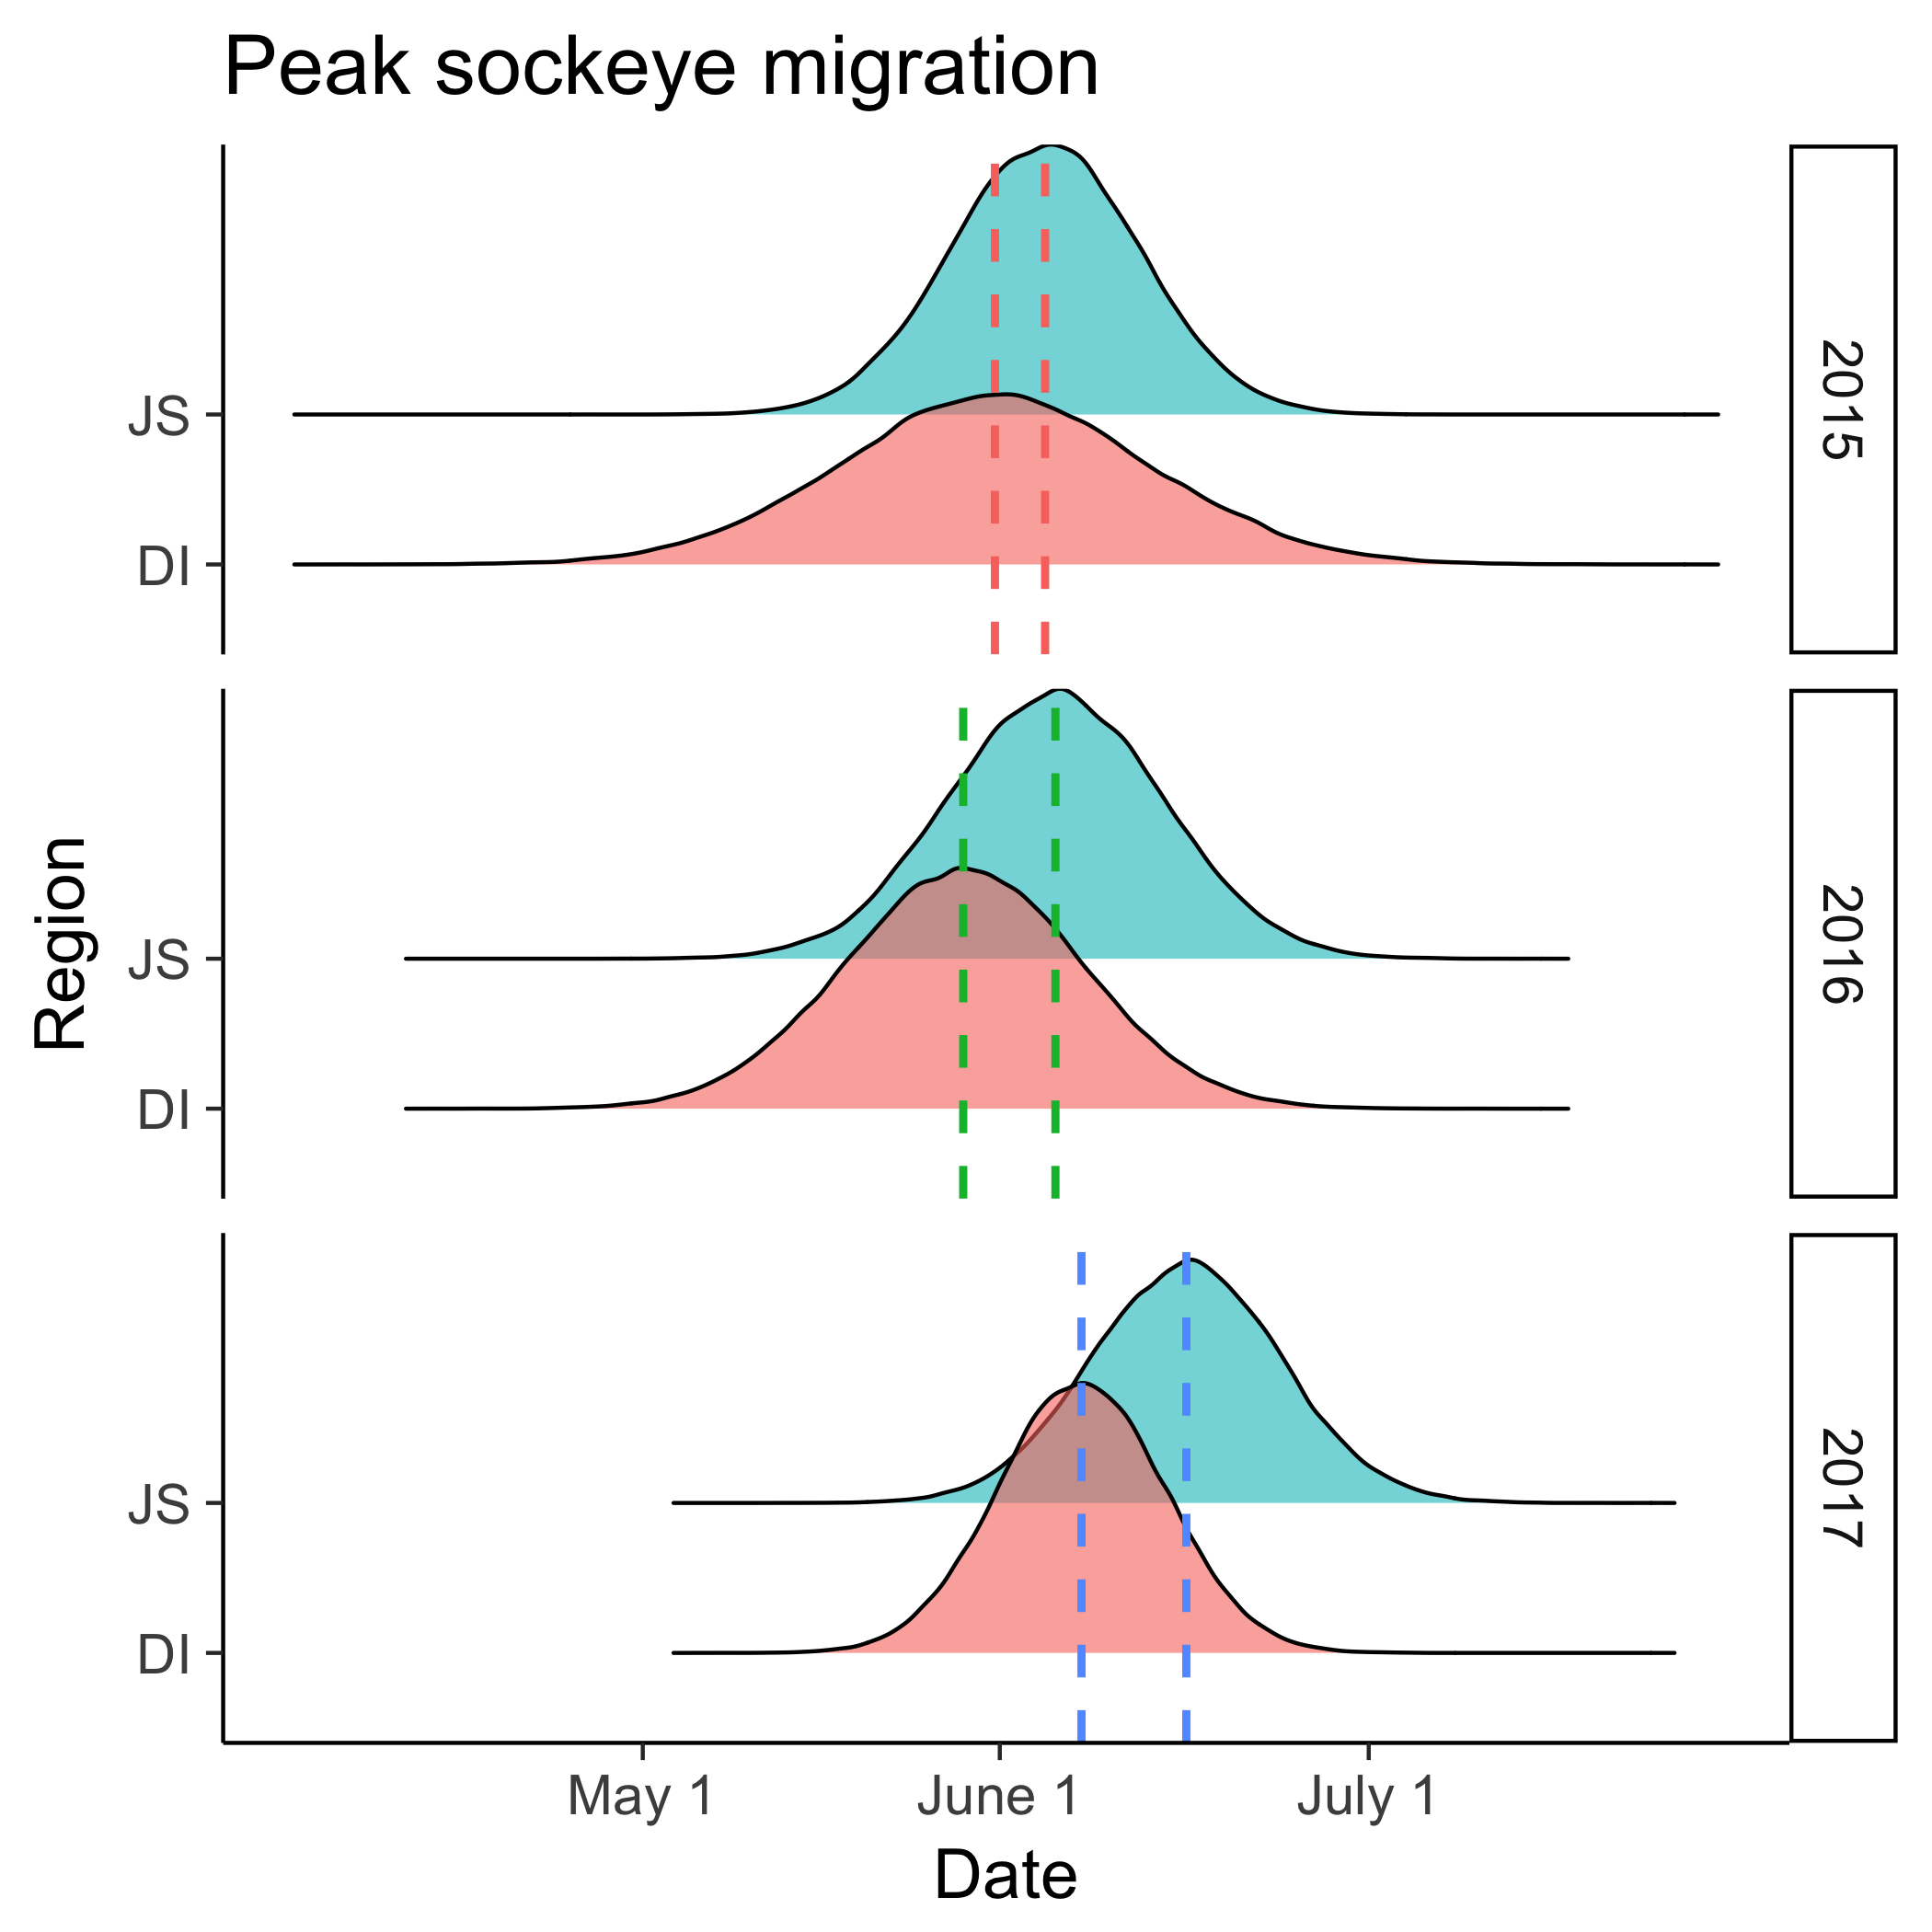 Peak sockeye migration
JS
DI
2015
Region
JS
DI
2016
JS
DI
2017
May 1
June 1
July 1
Date